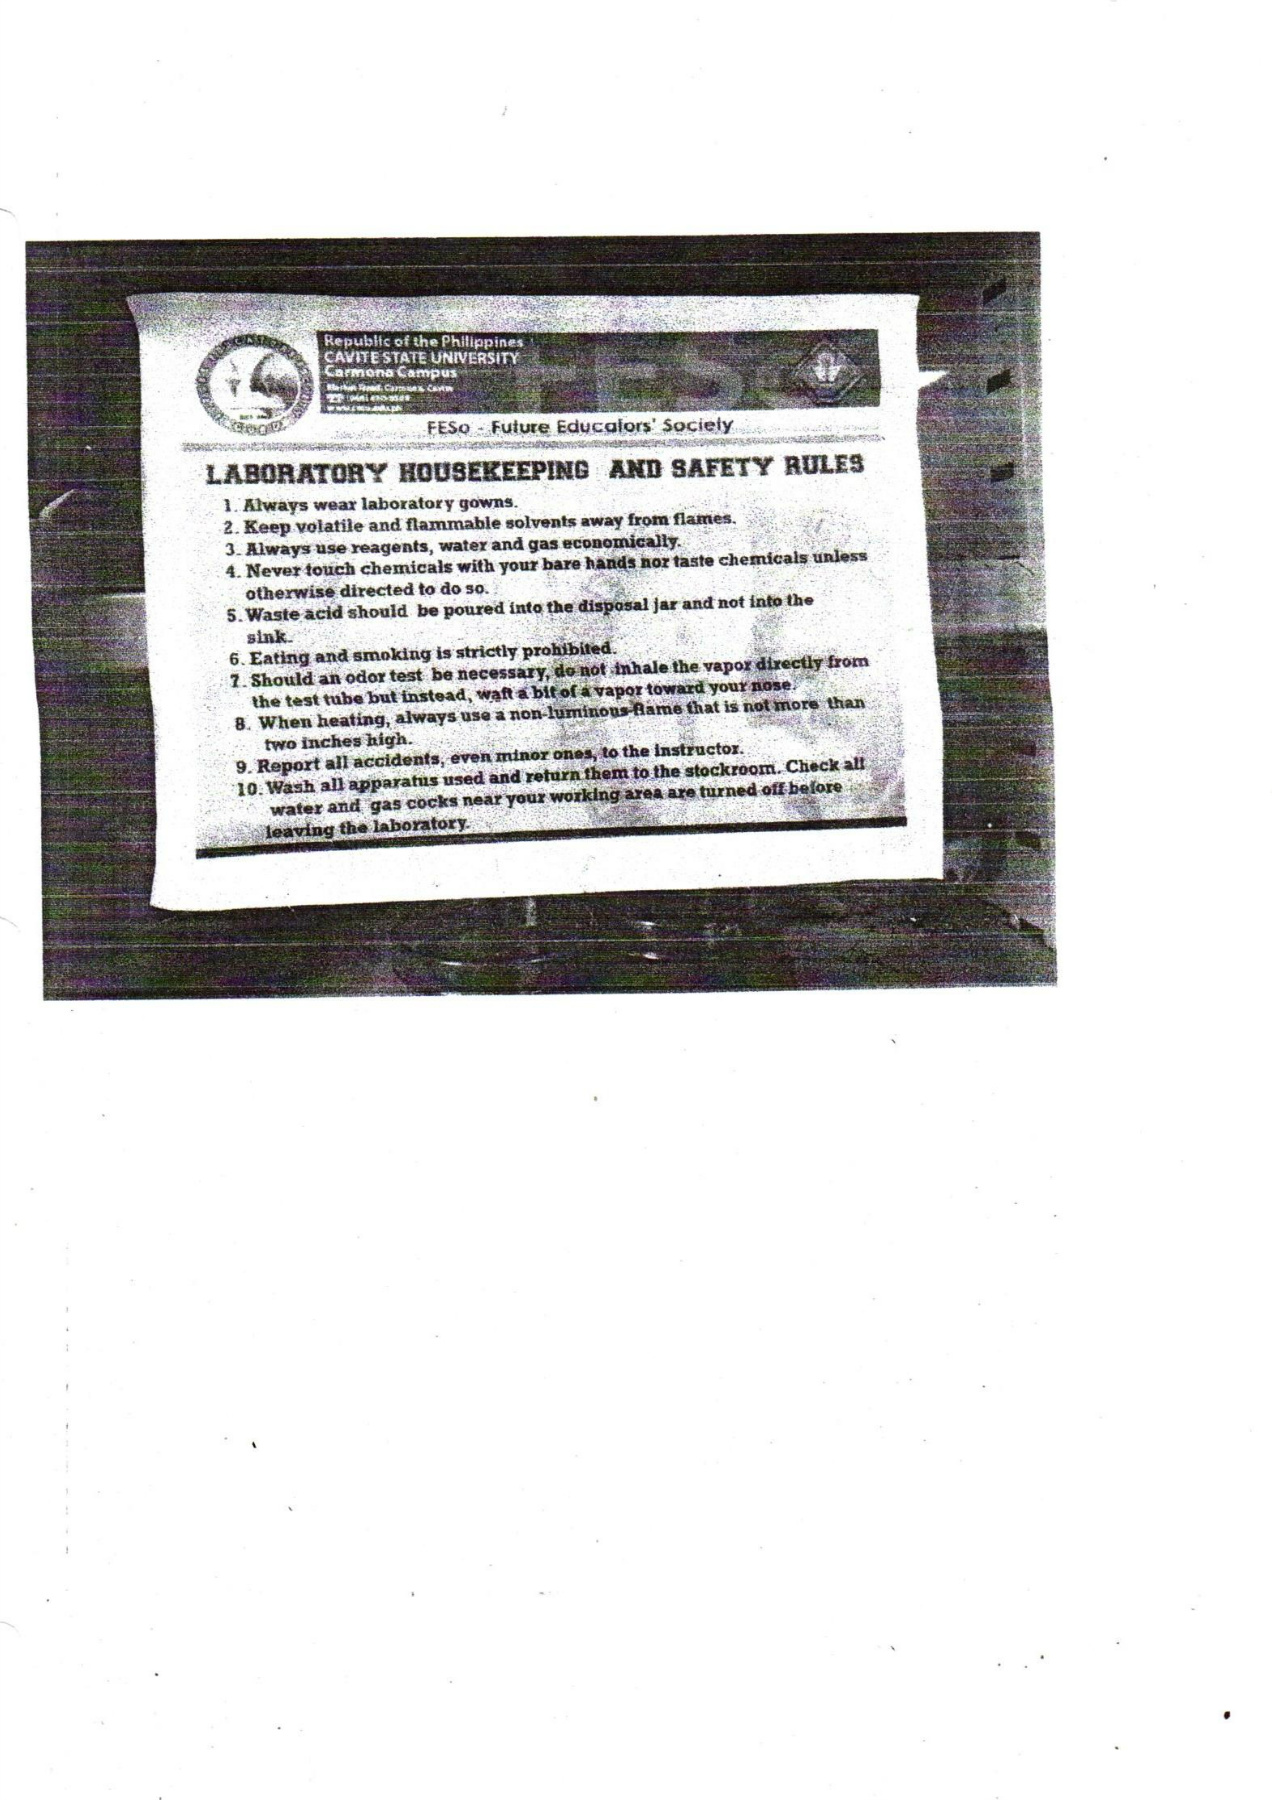 Republic of the Philippines
CAVITE STATE UNIVERSITY
Carmona Campus
FESo
FESo - Future Educators' Society
LABORATORY HOUSEKEEPING AND SAFETY RULES
1. Always wear laboratory gowns.
2. Keep volatile and flammable solvents away from flames.
3. Always use reagents, water and gas economically.
4. Never touch chemicals with your bare hands nor taste chemicals unless
otherwise directed to do so.
5. Waste acid should be poured into the disposal jar and not into the
sink.
6. Eating and smoking is strictly prohibited.
7. Should an odor test be necessary, do not inhale the vapor directly from
the test tube but instead, waft a bit of a vapor toward your nose.
8. When heating, always use a non-luminous flame that is not more than
two inches high.
9. Report all accidents, even minor ones, to the instructor.
10. Wash all apparatus used and return them to the stockroom. Check all
water and gas cocks near your working area are turned off before
leaving the laboratory.